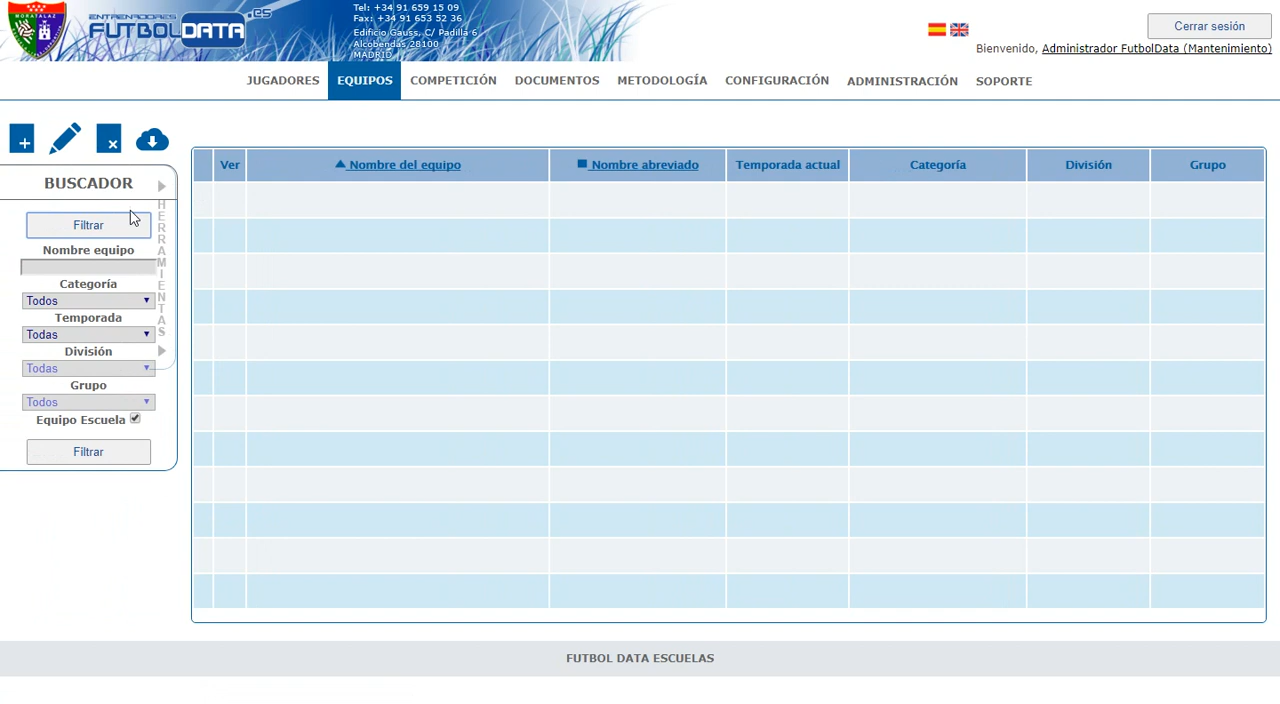 MORATALAZ
ENTRENADORES
FUTBOLDATA.ES
Tel: +34 91 659 15 09
Fax: +34 91 653 52 36
Edificio Gauss, C/ Padilla 6
Alcobendas 28100
MADRID
Cerrar sesión
Bienvenido, Administrador FutbolData (Mantenimiento)
JUGADORES EQUIPOS COMPETICIÓN DOCUMENTOS METODOLOGÍA CONFIGURACIÓN ADMINISTRACIÓN SOPORTE
BUSCADOR
HERRAMIENTAS
Filtrar
Nombre equipo
Categoría
Todos
Temporada
Todas
División
Todas
Grupo
Todos
Equipo Escuela
Filtrar
Ver Nombre del equipo Nombre abreviado Temporada actual Categoría División Grupo
FUTBOL DATA ESCUELAS